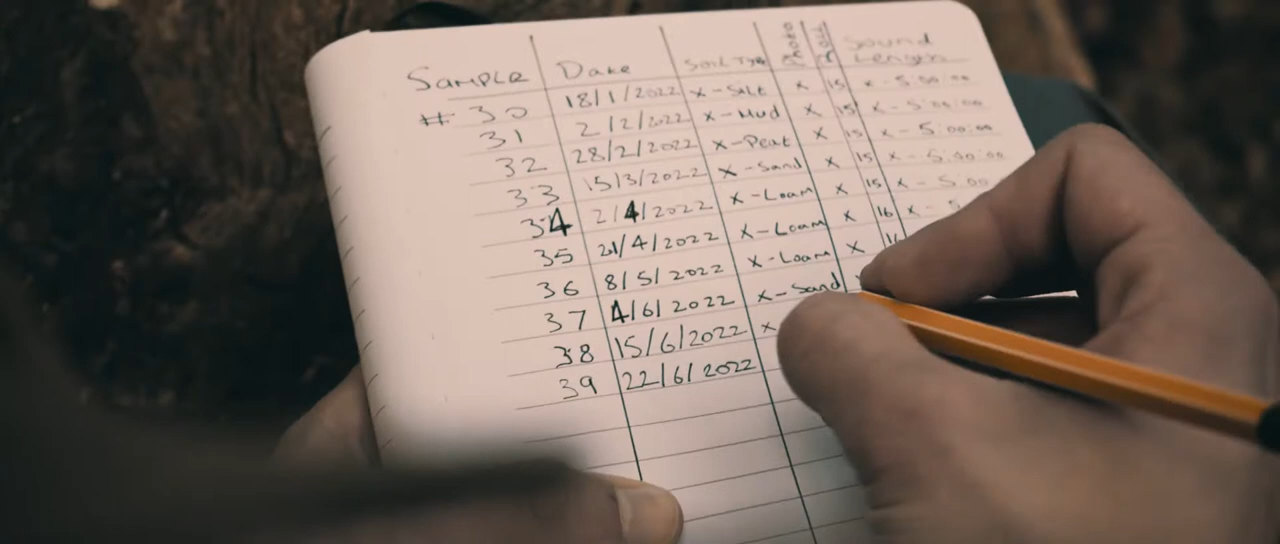 Sample Date Soil Type Photo Sound Length
# 30 18/1/2022 x-Salt x 15 x-5:00:00
31 2/2/2022 x-Mud x 15 x-5:00:00
32 28/2/2022 x-Peat x 15 x-5:00:00
33 15/3/2022 x-Sand x 15 x-5:00:00
34 2/4/2022 x-Loam x 15 x-5:00
35 21/4/2022 x-Loam x 16 x-5
36 8/5/2022 x-Loam x
37 4/6/2022 x-Sand
38 15/6/2022 x
39 22/6/2022